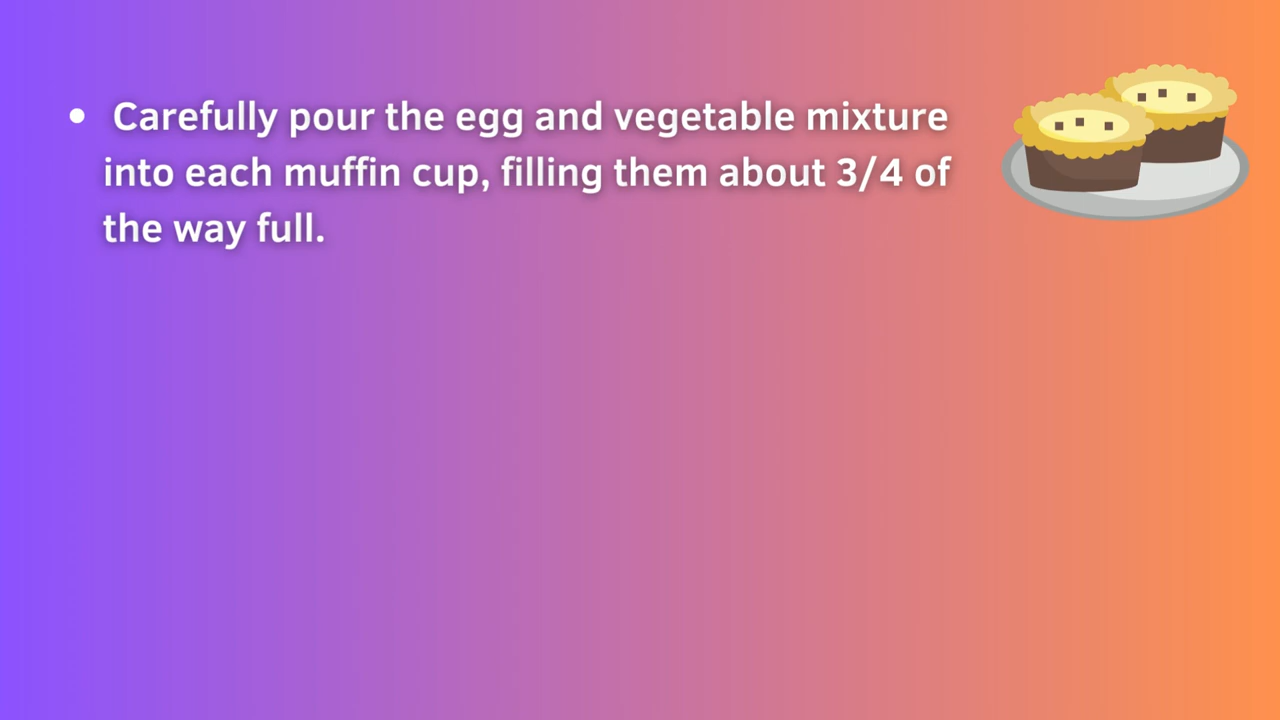 • Carefully pour the egg and vegetable mixture
into each muffin cup, filling them about 3/4 of
the way full.